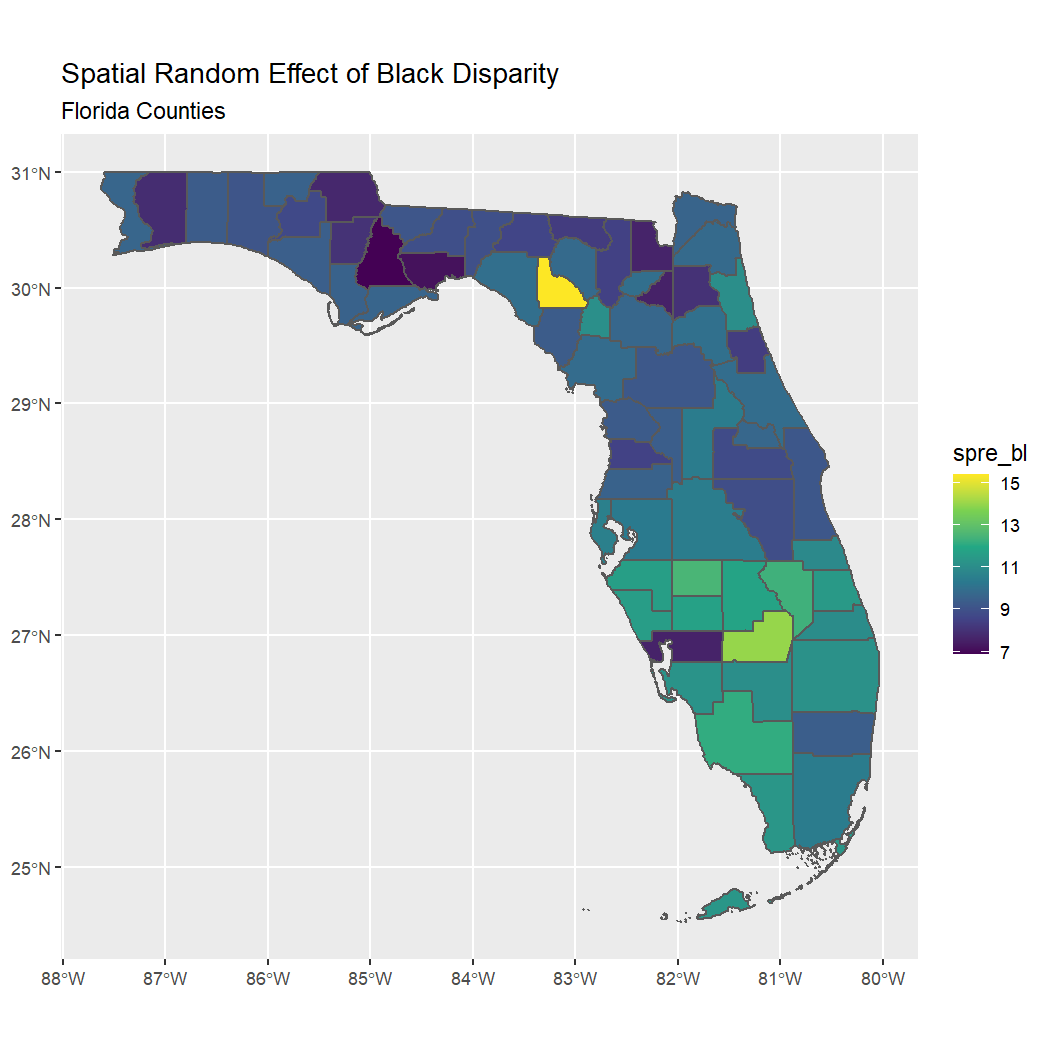 Spatial Random Effect of Black Disparity
Florida Counties
31°N
30°N
29°N
28°N
27°N
26°N
25°N
88°W 87°W 86°W 85°W 84°W 83°W 82°W 81°W 80°W
spre_bl
15
13
11
9
7